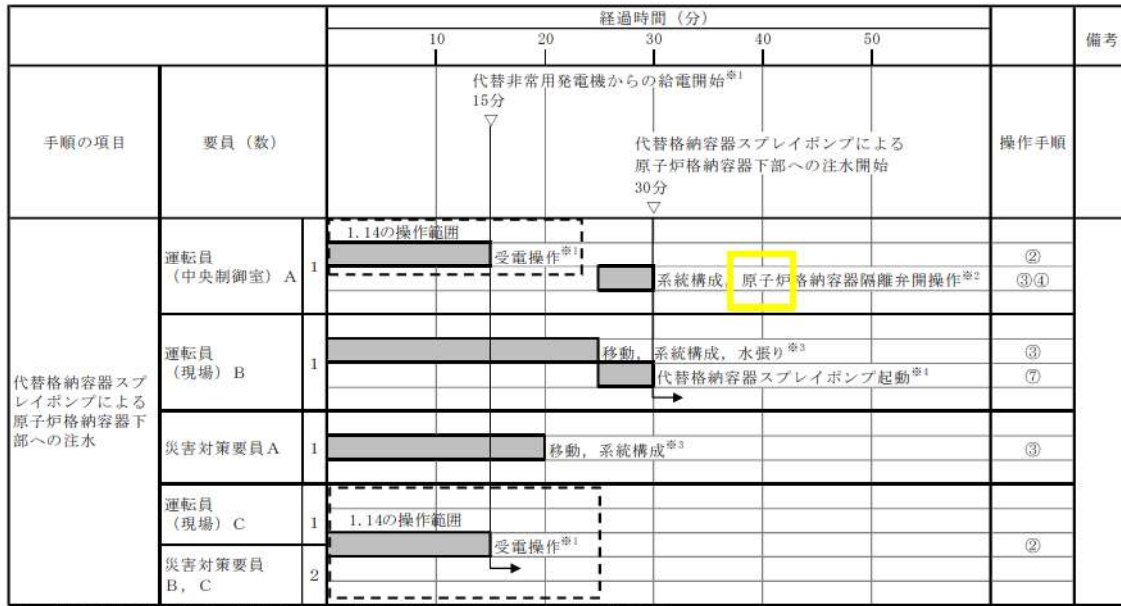 経過時間（分）
10 20 30 40 50
備考
手順の項目
要員（数）
操作手順
代替非常用発電機からの給電開始※1
15分
▽
代替格納容器スプレイポンプによる
原子炉格納容器下部への注水開始
30分
▽
代替格納容器スプ
レイポンプによる
原子炉格納容器下
部への注水
運転員
（中央制御室）A
1
1.14の操作範囲
受電操作※1
②
系統構成，原子炉格納容器隔離弁開操作※2
③④
運転員
（現場）B
1
移動，系統構成，水張り※3
③
代替格納容器スプレイポンプ起動※4
⑦
災害対策要員A
1
移動，系統構成※3
③
運転員
（現場）C
1
1.14の操作範囲
受電操作※1
②
災害対策要員
B，C
2